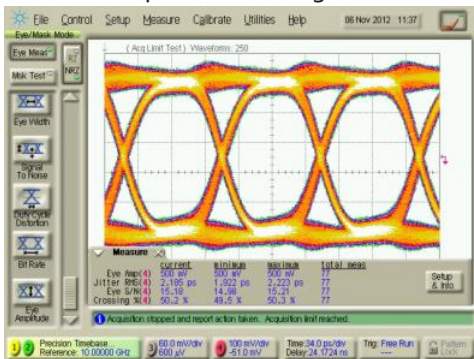 File Control Setup Measure Calibrate Utilities Help 06 Nov 2012 11:37
Eye/Mask Mode
Eye Meas
Msk Test
RZ
NRZ
( Acq Limit Test ) Waveforms: 250
Eye Width
Signal To Noise
Duty Cycle Distortion
Bit Rate
Eye Amplitude
Measure
current minimum maximum total meas
Eye Amp(4) 500 mV 500 mV 500 mV 77
Jitter RMS(4) 2.185 ps 1.922 ps 2.223 ps 77
Eye S/N(4) 15.18 14.98 15.21 77
Crossing %(4) 50.2 % 49.5 % 50.3 % 77
Setup & Info
Acquisition stopped and report action taken. Acquisition limit reached.
1 2 Precision Timebase...
Reference: 10.00000 GHz
3 60.0 mV/div
600 µV
100 mV/div
-51.0 mV
Time:34.0 ps/div
Delay:24.1724 ns
Trig: Free Run
Pattern Lock